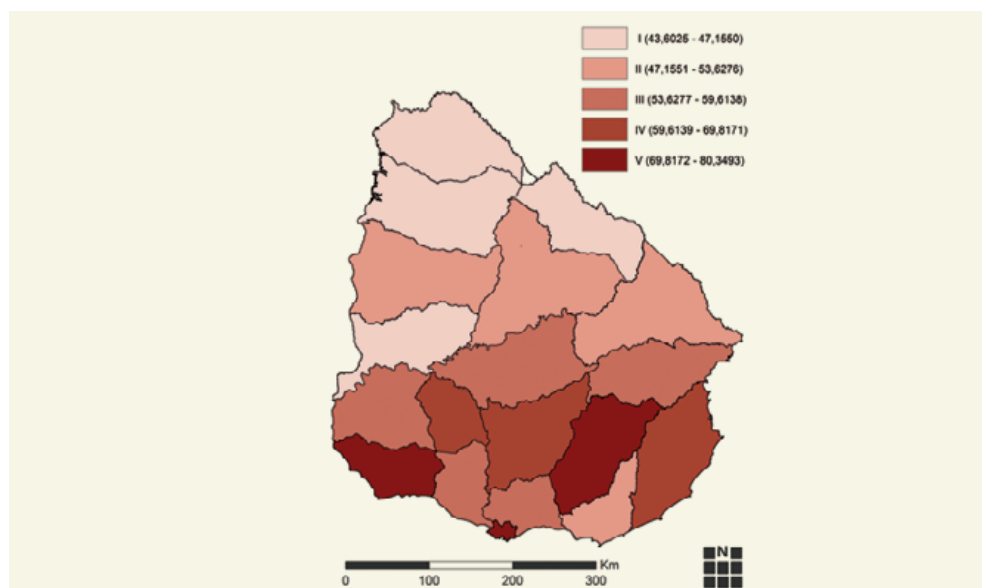 I (43,6025 - 47,1550)
II (47,1551 - 53,6276)
III (53,6277 - 59,6138)
IV (59,6139 - 69,8171)
V (69,8172 - 80,3493)
Km
0 100 200 300
N